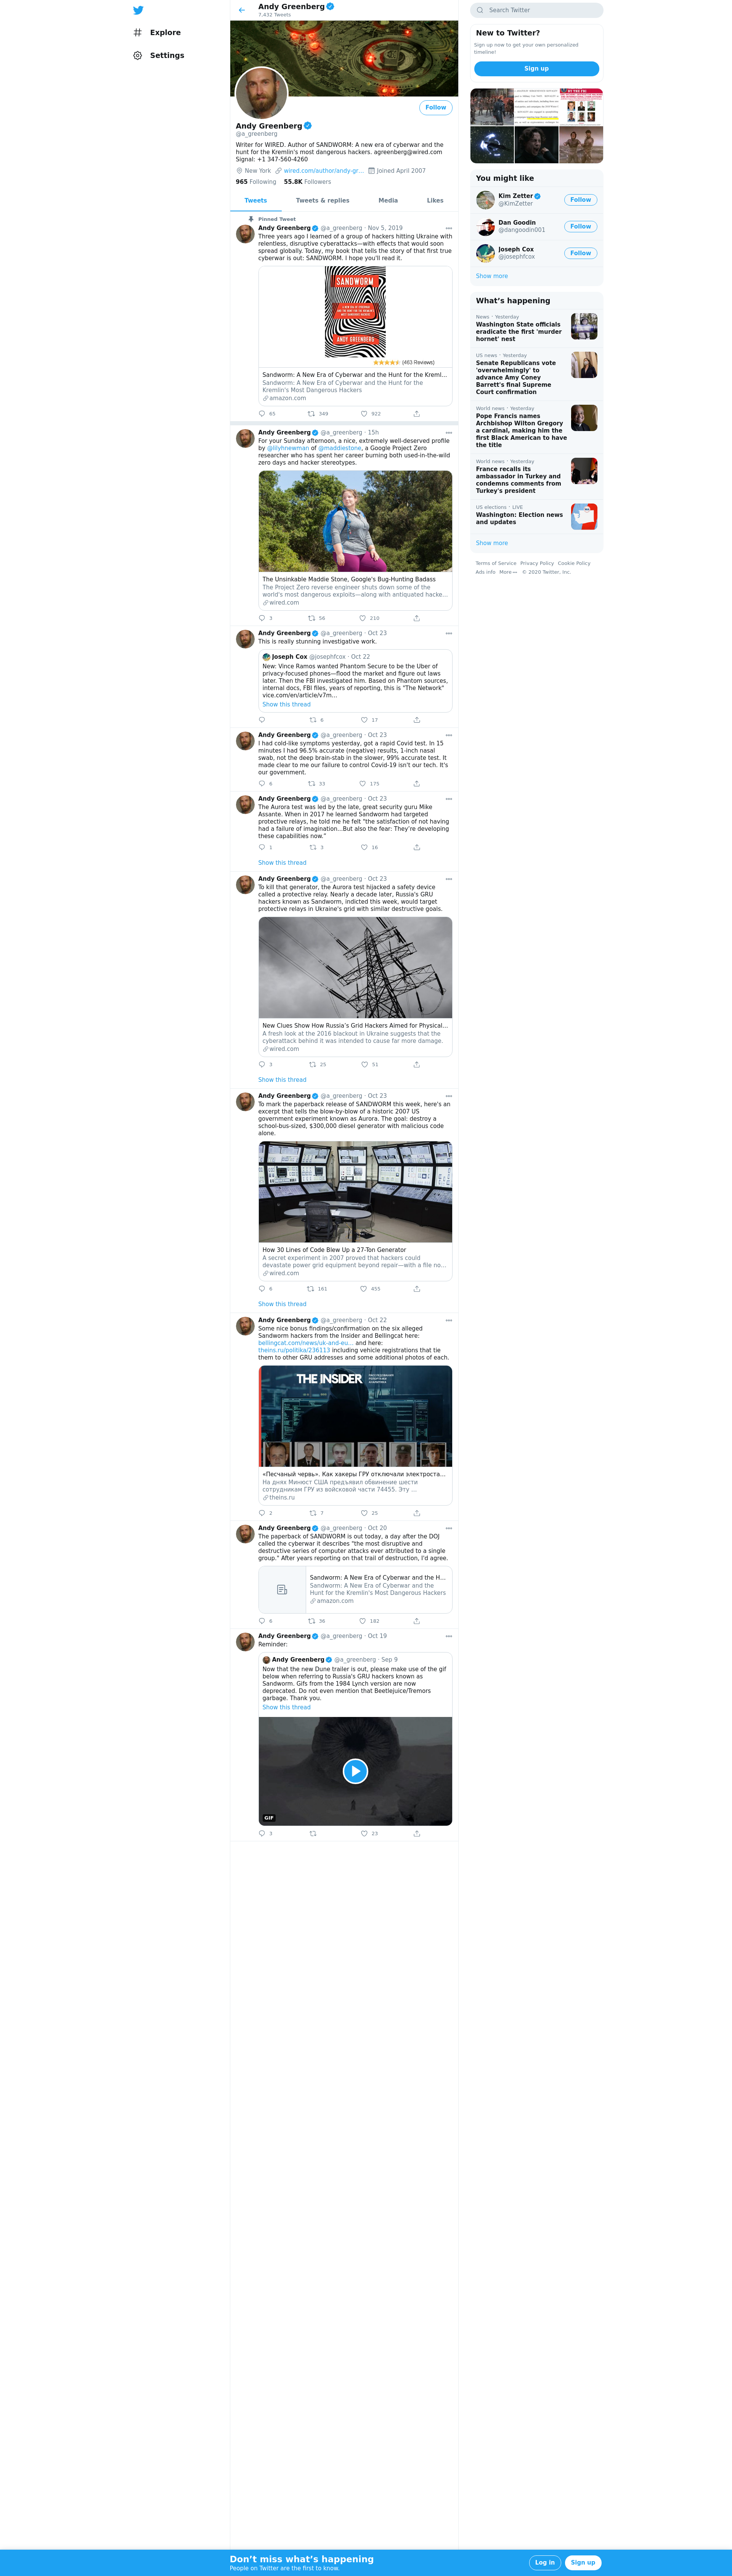 Explore
Settings
Andy Greenberg
7,432 Tweets
Follow
Andy Greenberg
@a_greenberg
Writer for WIRED. Author of SANDWORM: A new era of cyberwar and the
hunt for the Kremlin's most dangerous hackers. agreenberg@wired.com
Signal: +1 347-560-4260
New York wired.com/author/andy-gr… Joined April 2007
965 Following 55.8K Followers
Tweets Tweets & replies Media Likes
Pinned Tweet
Andy Greenberg @a_greenberg · Nov 5, 2019
Three years ago I learned of a group of hackers hitting Ukraine with
relentless, disruptive cyberattacks—with effects that would soon
spread globally. Today, my book that tells the story of that first true
cyberwar is out: SANDWORM. I hope you'll read it.
SANDWORM
ANDY GREENBERG
(460 Reviews)
Sandworm: A New Era of Cyberwar and the Hunt for the Kreml…
Sandworm: A New Era of Cyberwar and the Hunt for the
Kremlin's Most Dangerous Hackers
amazon.com
65 349 922
Andy Greenberg @a_greenberg · 15h
For your Sunday afternoon, a nice, extremely well-deserved profile
by @lilyhnewman of @maddiestone, a Google Project Zero
researcher who has spent her career burning both used-in-the-wild
zero days and hacker stereotypes.
The Unsinkable Maddie Stone, Google's Bug-Hunting Badass
The Project Zero reverse engineer shuts down some of the
world's most dangerous exploits—along with antiquated hacke…
wired.com
3 56 210
Andy Greenberg @a_greenberg · Oct 23
This is really stunning investigative work.
Joseph Cox @josephfcox · Oct 22
New: Vince Ramos wanted Phantom Secure to be the Uber of
privacy-focused phones—flood the market and figure out laws
later. Then the FBI investigated him. Based on Phantom sources,
internal docs, FBI files, years of reporting, this is "The Network"
vice.com/en/article/v7m…
Show this thread
6 17
Andy Greenberg @a_greenberg · Oct 23
I had cold-like symptoms yesterday, got a rapid Covid test. In 15
minutes I had 96.5% accurate (negative) results, 1-inch nasal
swab, not the deep brain-stab in the slower, 99% accurate test. It
made clear to me our failure to control Covid-19 isn't our tech. It's
our government.
6 33 175
Andy Greenberg @a_greenberg · Oct 23
The Aurora test was led by the late, great security guru Mike
Assante. When in 2017 he learned Sandworm had targeted
protective relays, he told me he felt "the satisfaction of not having
had a failure of imagination…But also the fear: They're developing
these capabilities now."
1 3 16
Show this thread
Andy Greenberg @a_greenberg · Oct 23
To kill that generator, the Aurora test hijacked a safety device
called a protective relay. Nearly a decade later, Russia's GRU
hackers known as Sandworm, indicted this week, would target
protective relays in Ukraine's grid with similar destructive goals.
New Clues Show How Russia's Grid Hackers Aimed for Physical…
A fresh look at the 2016 blackout in Ukraine suggests that the
cyberattack behind it was intended to cause far more damage.
wired.com
3 25 51
Show this thread
Andy Greenberg @a_greenberg · Oct 23
To mark the paperback release of SANDWORM this week, here's an
excerpt that tells the blow-by-blow of a historic 2007 US
government experiment known as Aurora. The goal: destroy a
school-bus-sized, $300,000 diesel generator with malicious code
alone.
How 30 Lines of Code Blew Up a 27-Ton Generator
A secret experiment in 2007 proved that hackers could
devastate power grid equipment beyond repair—with a file no…
wired.com
6 161 455
Show this thread
Andy Greenberg @a_greenberg · Oct 22
Some nice bonus findings/confirmation on the six alleged
Sandworm hackers from the Insider and Bellingcat here:
bellingcat.com/news/uk-and-eu… and here:
theins.ru/politika/236113 including vehicle registrations that tie
them to other GRU addresses and some additional photos of each.
THE INSIDER
«Песчаный червь». Как хакеры ГРУ отключали электроста…
На днях Минюст США предъявил обвинение шести
сотрудникам ГРУ из войсковой части 74455. Эту …
theins.ru
2 7 25
Andy Greenberg @a_greenberg · Oct 20
The paperback of SANDWORM is out today, a day after the DOJ
called the cyberwar it describes "the most disruptive and
destructive series of computer attacks ever attributed to a single
group." After years reporting on that trail of destruction, I'd agree.
Sandworm: A New Era of Cyberwar and the H…
Sandworm: A New Era of Cyberwar and the
Hunt for the Kremlin's Most Dangerous Hackers
amazon.com
6 36 182
Andy Greenberg @a_greenberg · Oct 19
Reminder:
Andy Greenberg @a_greenberg · Sep 9
Now that the new Dune trailer is out, please make use of the gif
below when referring to Russia's GRU hackers known as
Sandworm. Gifs from the 1984 Lynch version are now
deprecated. Do not even mention that Beetlejuice/Tremors
garbage. Thank you.
Show this thread
GIF
3 23
Search Twitter
New to Twitter?
Sign up now to get your own personalized
timeline!
Sign up
You might like
Kim Zetter
@KimZetter
Follow
Dan Goodin
@dangoodin001
Follow
Joseph Cox
@josephfcox
Follow
Show more
What's happening
News · Yesterday
Washington State officials
eradicate the first 'murder
hornet' nest
US news · Yesterday
Senate Republicans vote
'overwhelmingly' to
advance Amy Coney
Barrett's final Supreme
Court confirmation
World news · Yesterday
Pope Francis names
Archbishop Wilton Gregory
a cardinal, making him the
first Black American to have
the title
World news · Yesterday
France recalls its
ambassador in Turkey and
condemns comments from
Turkey's president
US elections · LIVE
Washington: Election news
and updates
Show more
Terms of Service Privacy Policy Cookie Policy
Ads info More © 2020 Twitter, Inc.
Don't miss what's happening
People on Twitter are the first to know.
Log in Sign up